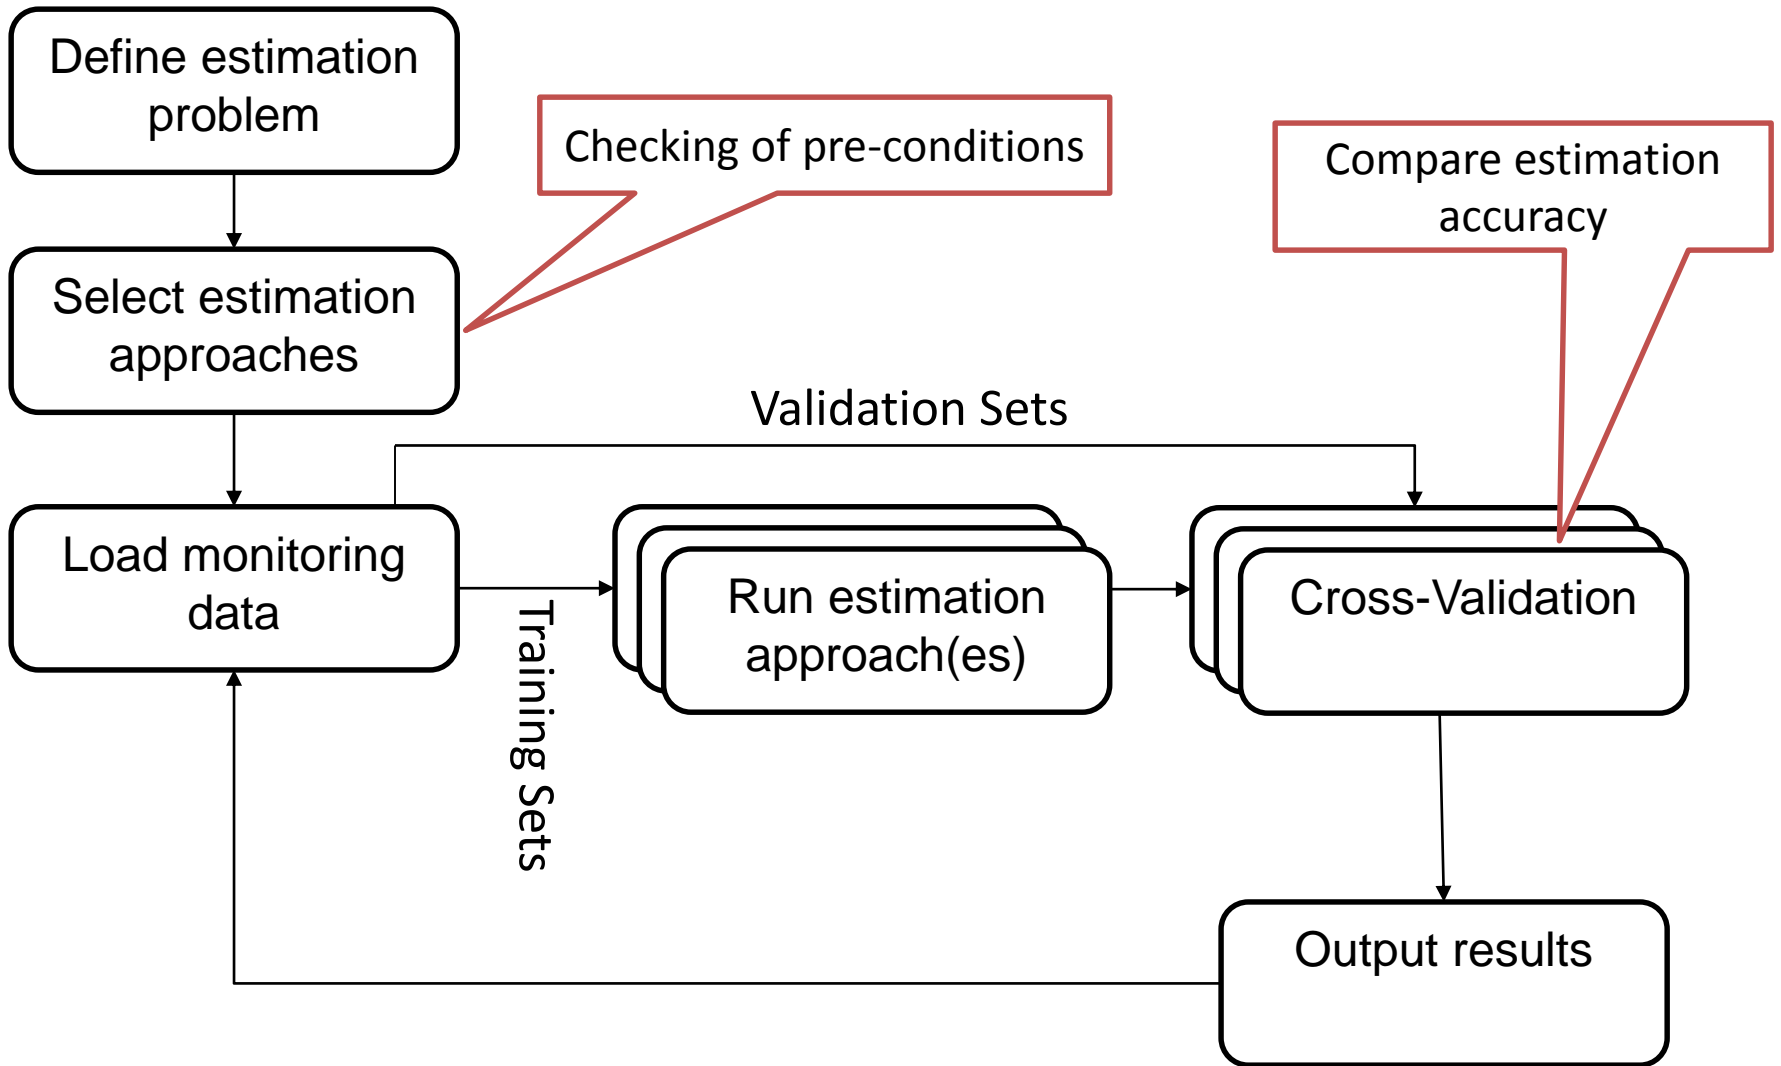 Define estimation
problem
Checking of pre-conditions
Compare estimation
accuracy
Select estimation
approaches
Validation Sets
Load monitoring
data
Training Sets
Run estimation
approach(es)
Cross-Validation
Output results